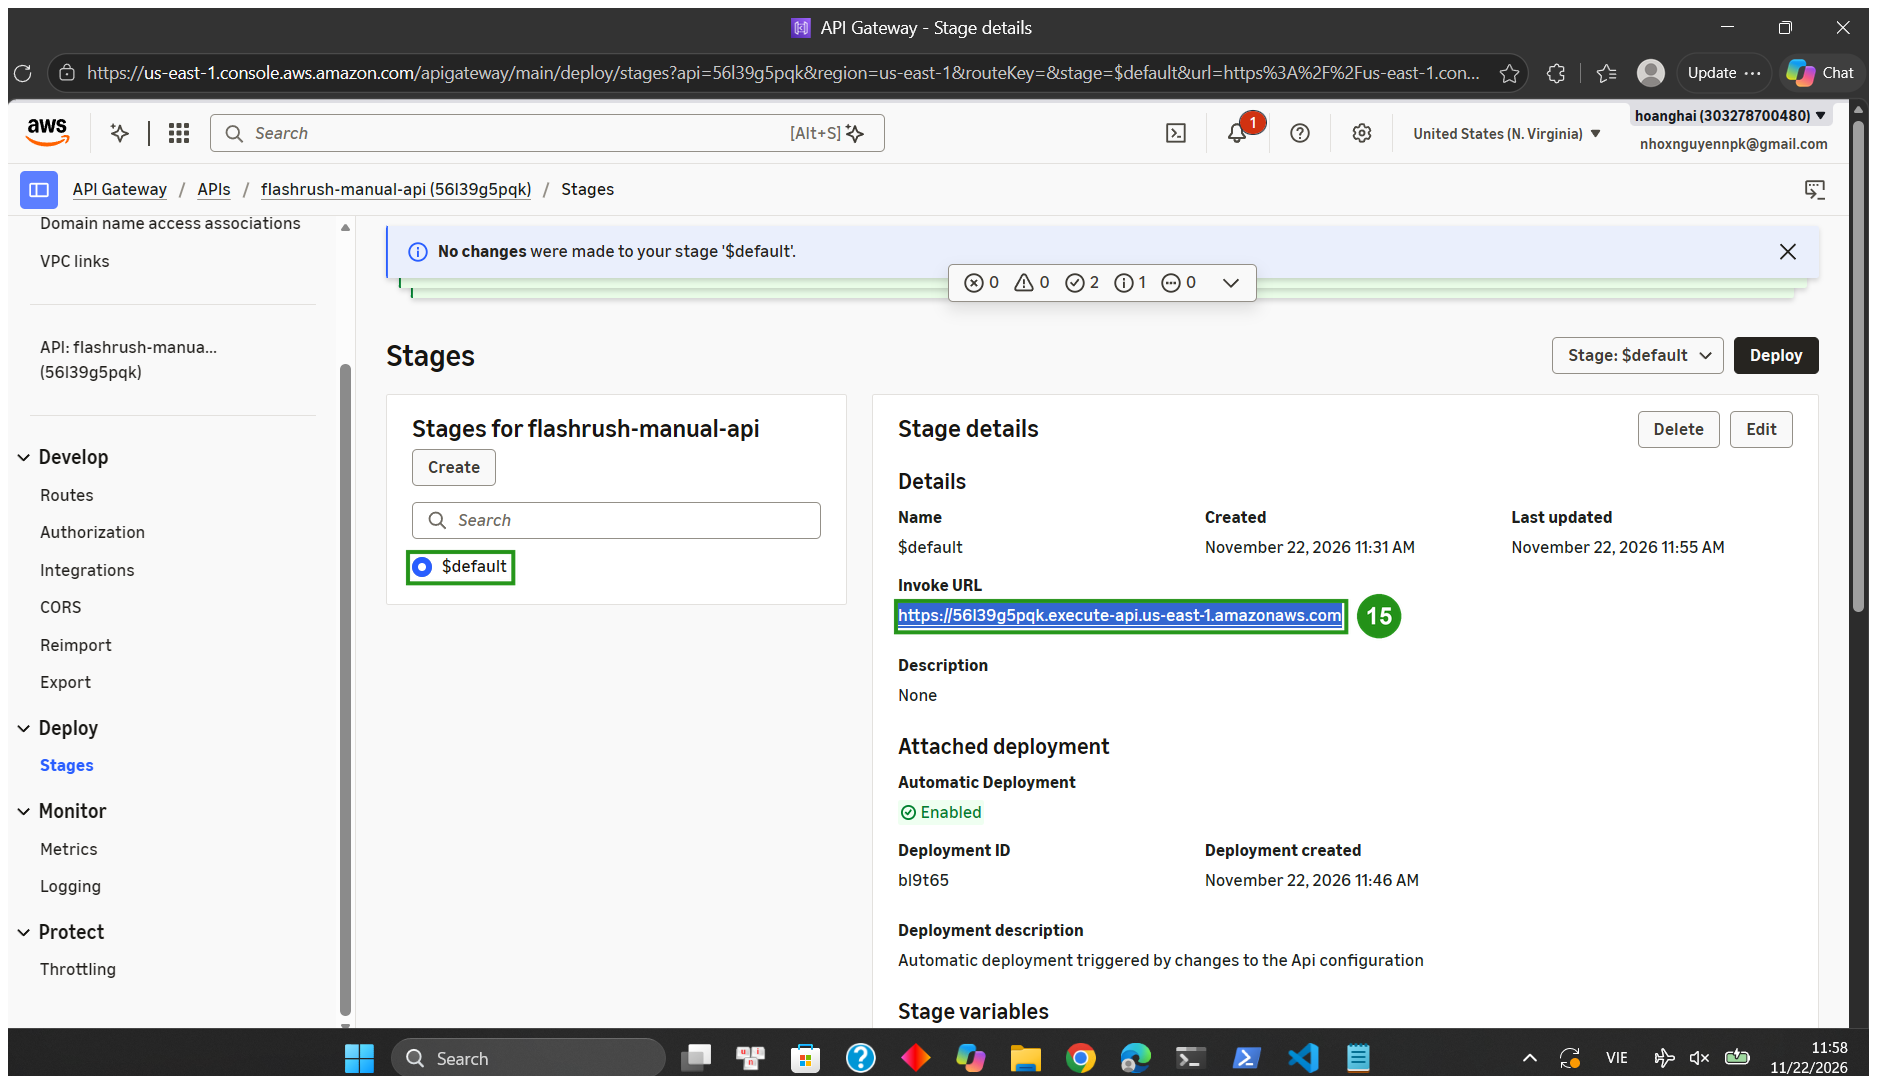 API Gateway - Stage details
https://us-east-1.console.aws.amazon.com/apigateway/main/deploy/stages?api=56l39g5pqk&region=us-east-1&routeKey=&stage=$default&url=https%3A%2F%2Fus-east-1.con...
Update
Chat
aws
Search
[Alt+S]
1
United States (N. Virginia)
hoanghai (303278700480)
nhoxnguyennpk@gmail.com
API Gateway / APIs / flashrush-manual-api (56l39g5pqk) / Stages
Domain name access associations
VPC links
API: flashrush-manua...
(56l39g5pqk)
Develop
Routes
Authorization
Integrations
CORS
Reimport
Export
Deploy
Stages
Monitor
Metrics
Logging
Protect
Throttling
No changes were made to your stage '$default'.
0 0 2 1 0
Stages
Stage: $default
Deploy
Stages for flashrush-manual-api
Create
Search
$default
Stage details
Delete
Edit
Details
Name
$default
Created
November 22, 2026 11:31 AM
Last updated
November 22, 2026 11:55 AM
Invoke URL
https://56l39g5pqk.execute-api.us-east-1.amazonaws.com
15
Description
None
Attached deployment
Automatic Deployment
Enabled
Deployment ID
bl9t65
Deployment created
November 22, 2026 11:46 AM
Deployment description
Automatic deployment triggered by changes to the Api configuration
Stage variables
Search
VIE
11:58
11/22/2026